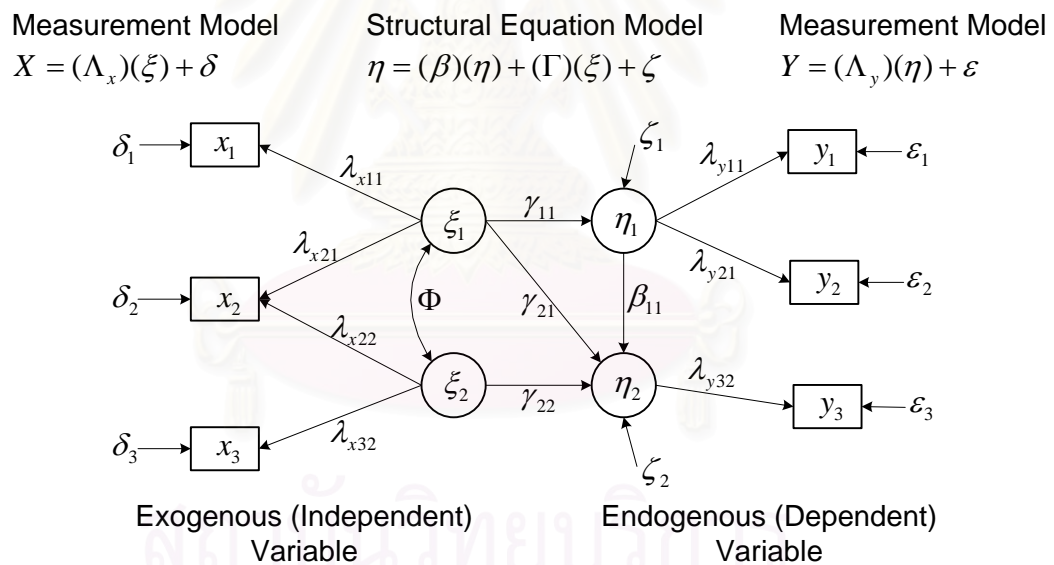 Measurement Model
Structural Equation Model
Measurement Model
X = (Λx)(ξ) + δ
η = (β)(η) + (Γ)(ξ) + ζ
Y = (Λy)(η) + ε
δ1
x1
λx11
ξ1
γ11
ζ1
η1
λy11
y1
ε1
λx21
δ2
x2
λx22
Φ
γ21
β11
λy21
y2
ε2
ξ2
γ22
η2
λy32
y3
ε3
δ3
x3
λx32
ζ2
Exogenous (Independent)
Variable
Endogenous (Dependent)
Variable